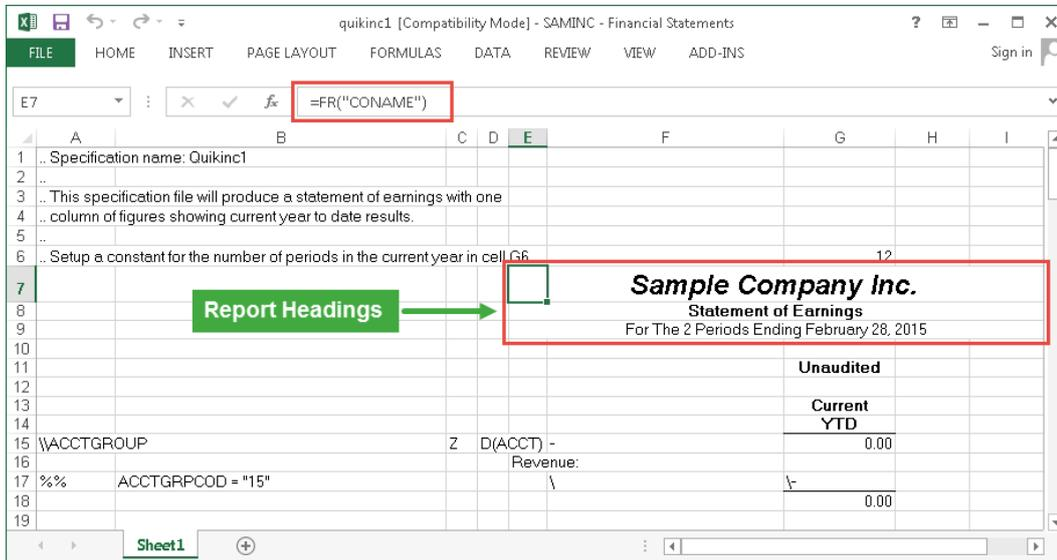 quikinc1 [Compatibility Mode] - SAMINC - Financial Statements ?
FILE HOME INSERT PAGE LAYOUT FORMULAS DATA REVIEW VIEW ADD-INS Sign in
E7 fx =FR("CONAME")
A B C D E F G H I
1 .. Specification name: Quikinc1
2 ..
3 .. This specification file will produce a statement of earnings with one
4 .. column of figures showing current year to date results.
5 ..
6 .. Setup a constant for the number of periods in the current year in cell G6 12
7 Sample Company Inc.
Report Headings
8 Statement of Earnings
9 For The 2 Periods Ending February 28, 2015
10
11 Unaudited
12
13 Current
14 YTD
15 \\ACCTGROUP Z D(ACCT) - 0.00
16 Revenue:
17 %% ACCTGRPCOD = "15" \ \-
18 0.00
19
Sheet1